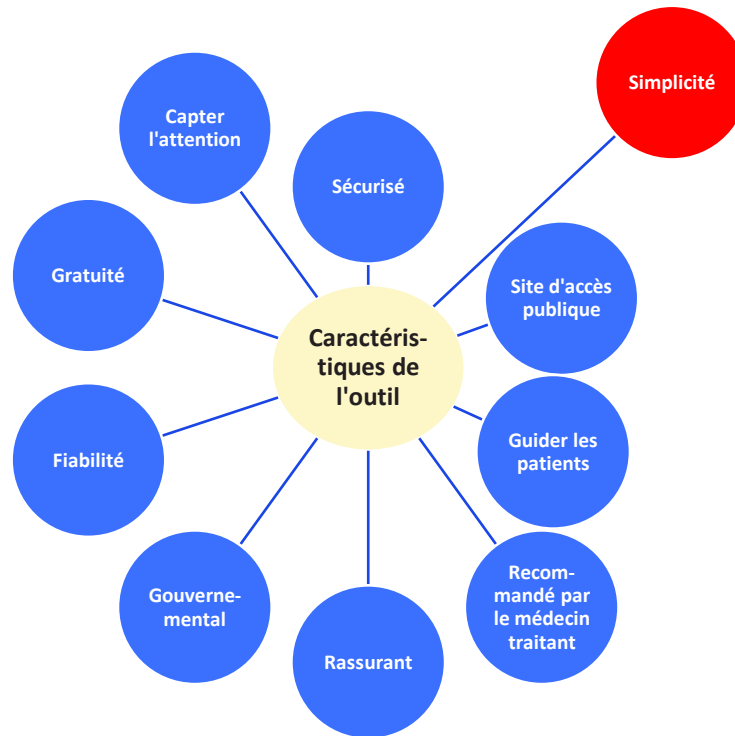 Simplicité
Capter
l'attention
Sécurisé
Gratuité
Site d'accès
publique
Caractéris-
tiques de
l'outil
Guider les
patients
Fiabilité
Gouverne-
mental
Recom-
mandé par
le médecin
traitant
Rassurant